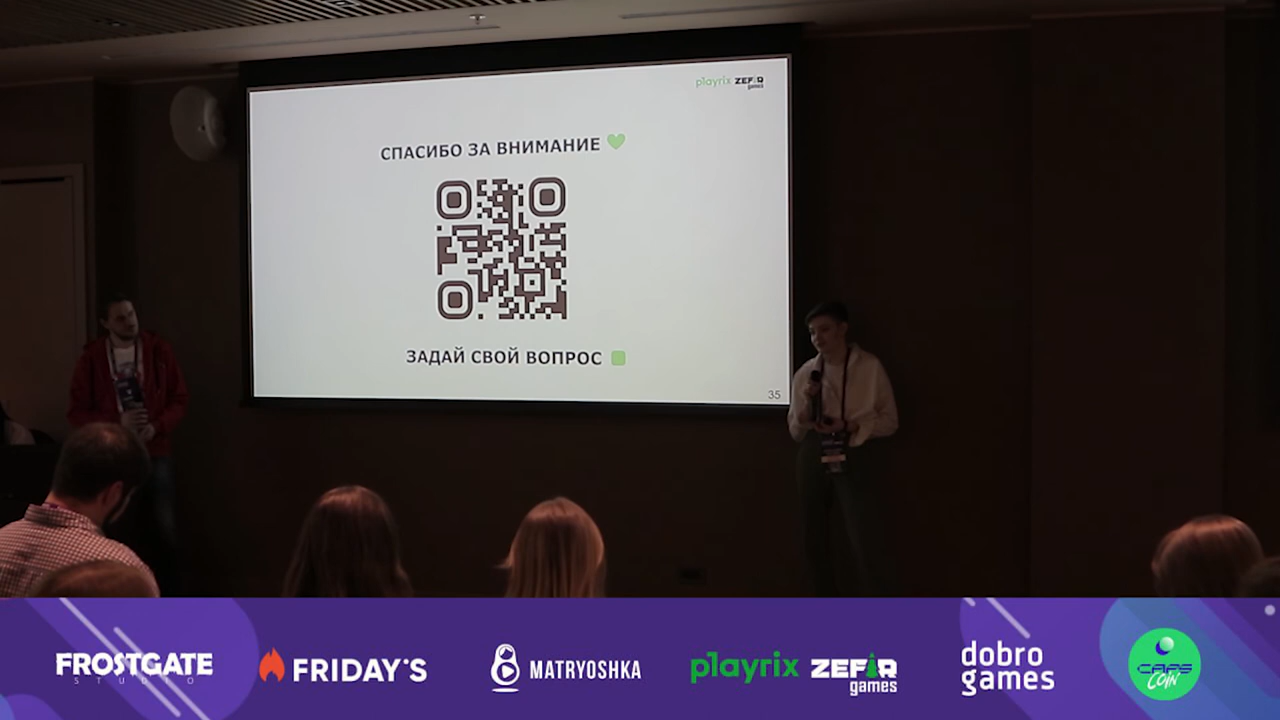 playrix ZEFIR games
СПАСИБО ЗА ВНИМАНИЕ
ЗАДАЙ СВОЙ ВОПРОС
35
FROSTGATE
STUDIO
FRIDAY'S
MATRYOSHKA
playrix ZEFIR games
dobro games
CAPS COIN